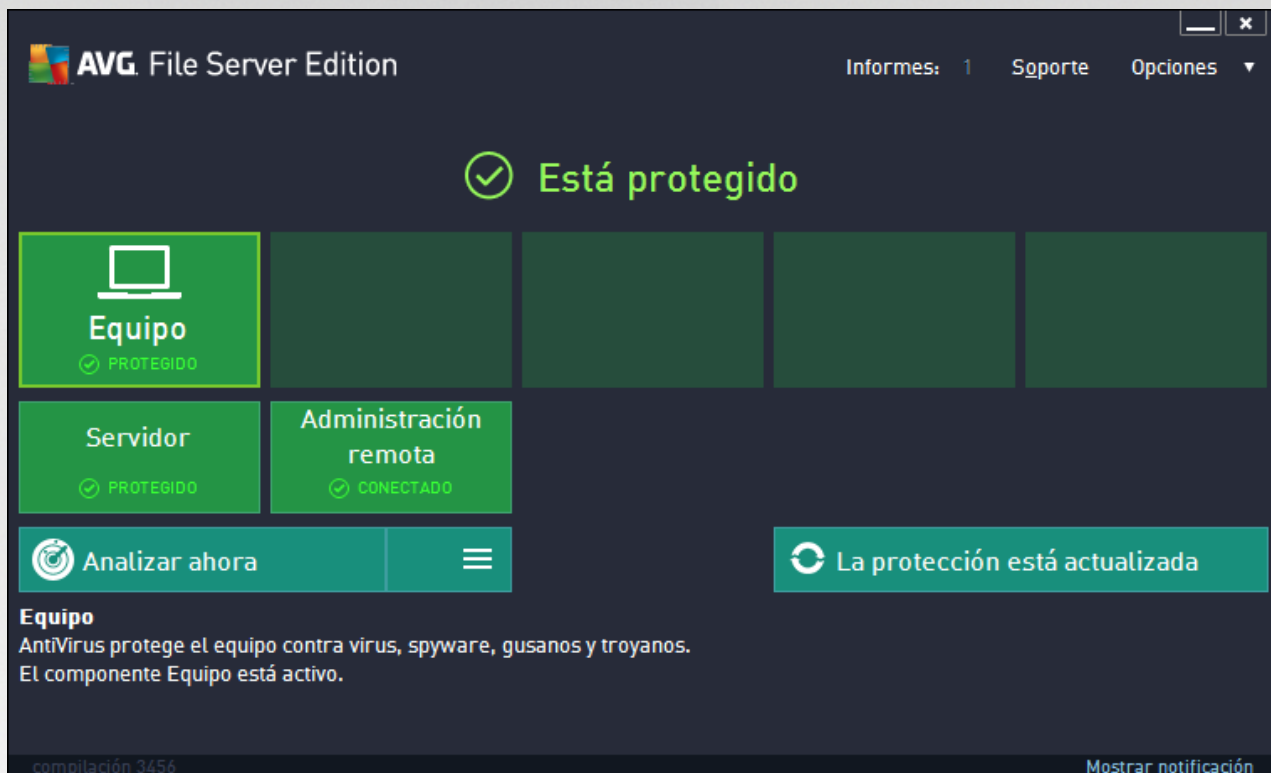 AVG. File Server Edition
Informes: 1 Soporte Opciones
Está protegido
Equipo
PROTEGIDO
Servidor
PROTEGIDO
Administración
remota
CONECTADO
Analizar ahora
La protección está actualizada
Equipo
AntiVirus protege el equipo contra virus, spyware, gusanos y troyanos.
El componente Equipo está activo.
compilación 3456
Mostrar notificación